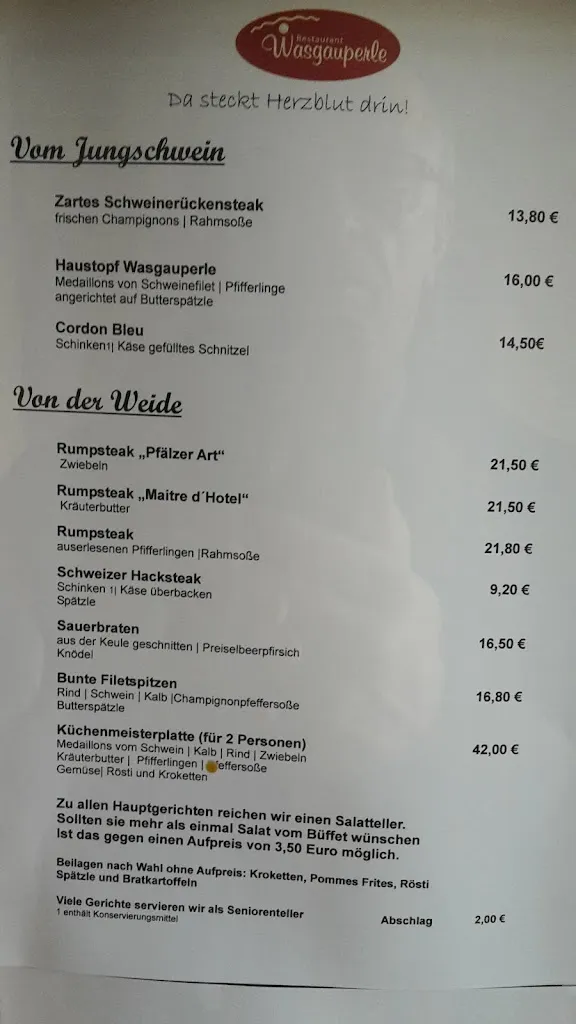 Restaurant
Wasgauperle
Da steckt Herzblut drin!
Vom Jungschwein
Zartes Schweinerückensteak
frischen Champignons | Rahmsoße
13,80 €
Haustopf Wasgauperle
Medaillons von Schweinefilet | Pfifferlinge
angerichtet auf Butterspätzle
16,00 €
Cordon Bleu
Schinken1| Käse gefülltes Schnitzel
14,50€
Von der Weide
Rumpsteak „Pfälzer Art“
Zwiebeln
21,50 €
Rumpsteak „Maitre d´Hotel“
Kräuterbutter
21,50 €
Rumpsteak
auserlesenen Pfifferlingen |Rahmsoße
21,80 €
Schweizer Hacksteak
Schinken 1| Käse überbacken
Spätzle
9,20 €
Sauerbraten
aus der Keule geschnitten | Preiselbeerpfirsich
Knödel
16,50 €
Bunte Filetspitzen
Rind | Schwein | Kalb |Champignonpfeffersoße
Butterspätzle
16,80 €
Küchenmeisterplatte (für 2 Personen)
Medaillons vom Schwein | Kalb | Rind | Zwiebeln
Kräuterbutter | Pfifferlingen | effersoße
Gemüse| Rösti und Kroketten
42,00 €
Zu allen Hauptgerichten reichen wir einen Salatteller.
Sollten sie mehr als einmal Salat vom Büffet wünschen
Ist das gegen einen Aufpreis von 3,50 Euro möglich.
Beilagen nach Wahl ohne Aufpreis: Kroketten, Pommes Frites, Rösti
Spätzle und Bratkartoffeln
Viele Gerichte servieren wir als Seniorenteller
Abschlag 2,00 €
1 enthält Konservierungsmittel